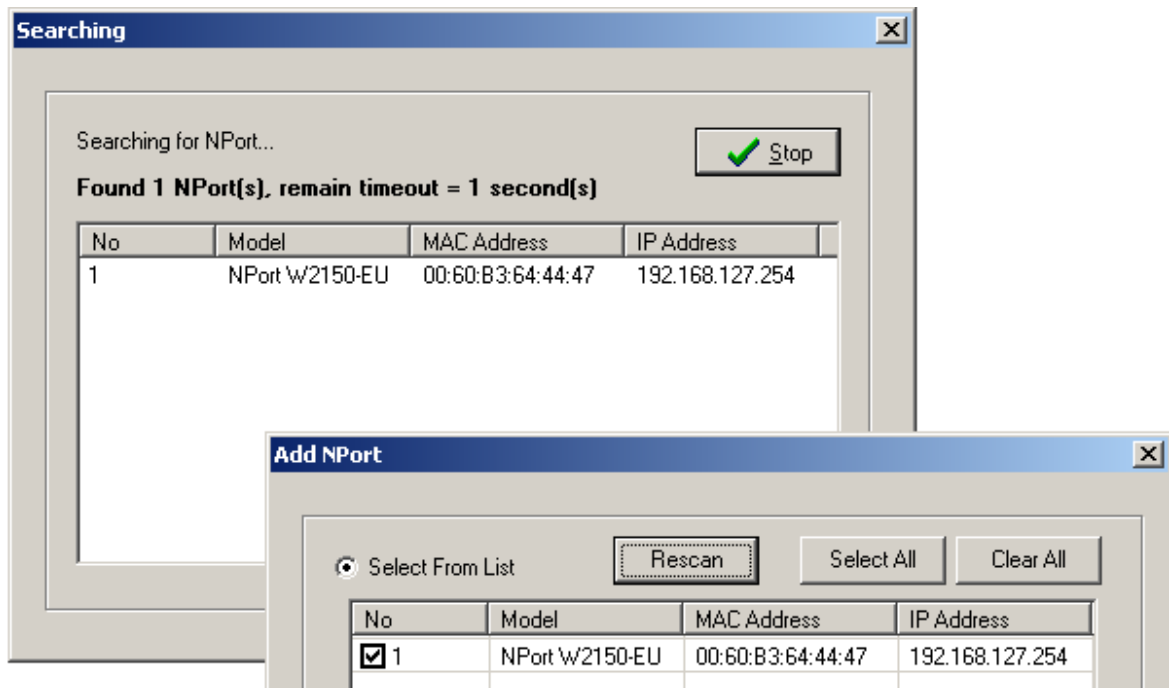 Searching
Searching for NPort...
Stop
Found 1 NPort(s), remain timeout = 1 second(s)
No Model MAC Address IP Address
1 NPort W2150-EU 00:60:B3:64:44:47 192.168.127.254
Add NPort
Select From List Rescan Select All Clear All
No Model MAC Address IP Address
1 NPort W2150-EU 00:60:B3:64:44:47 192.168.127.254